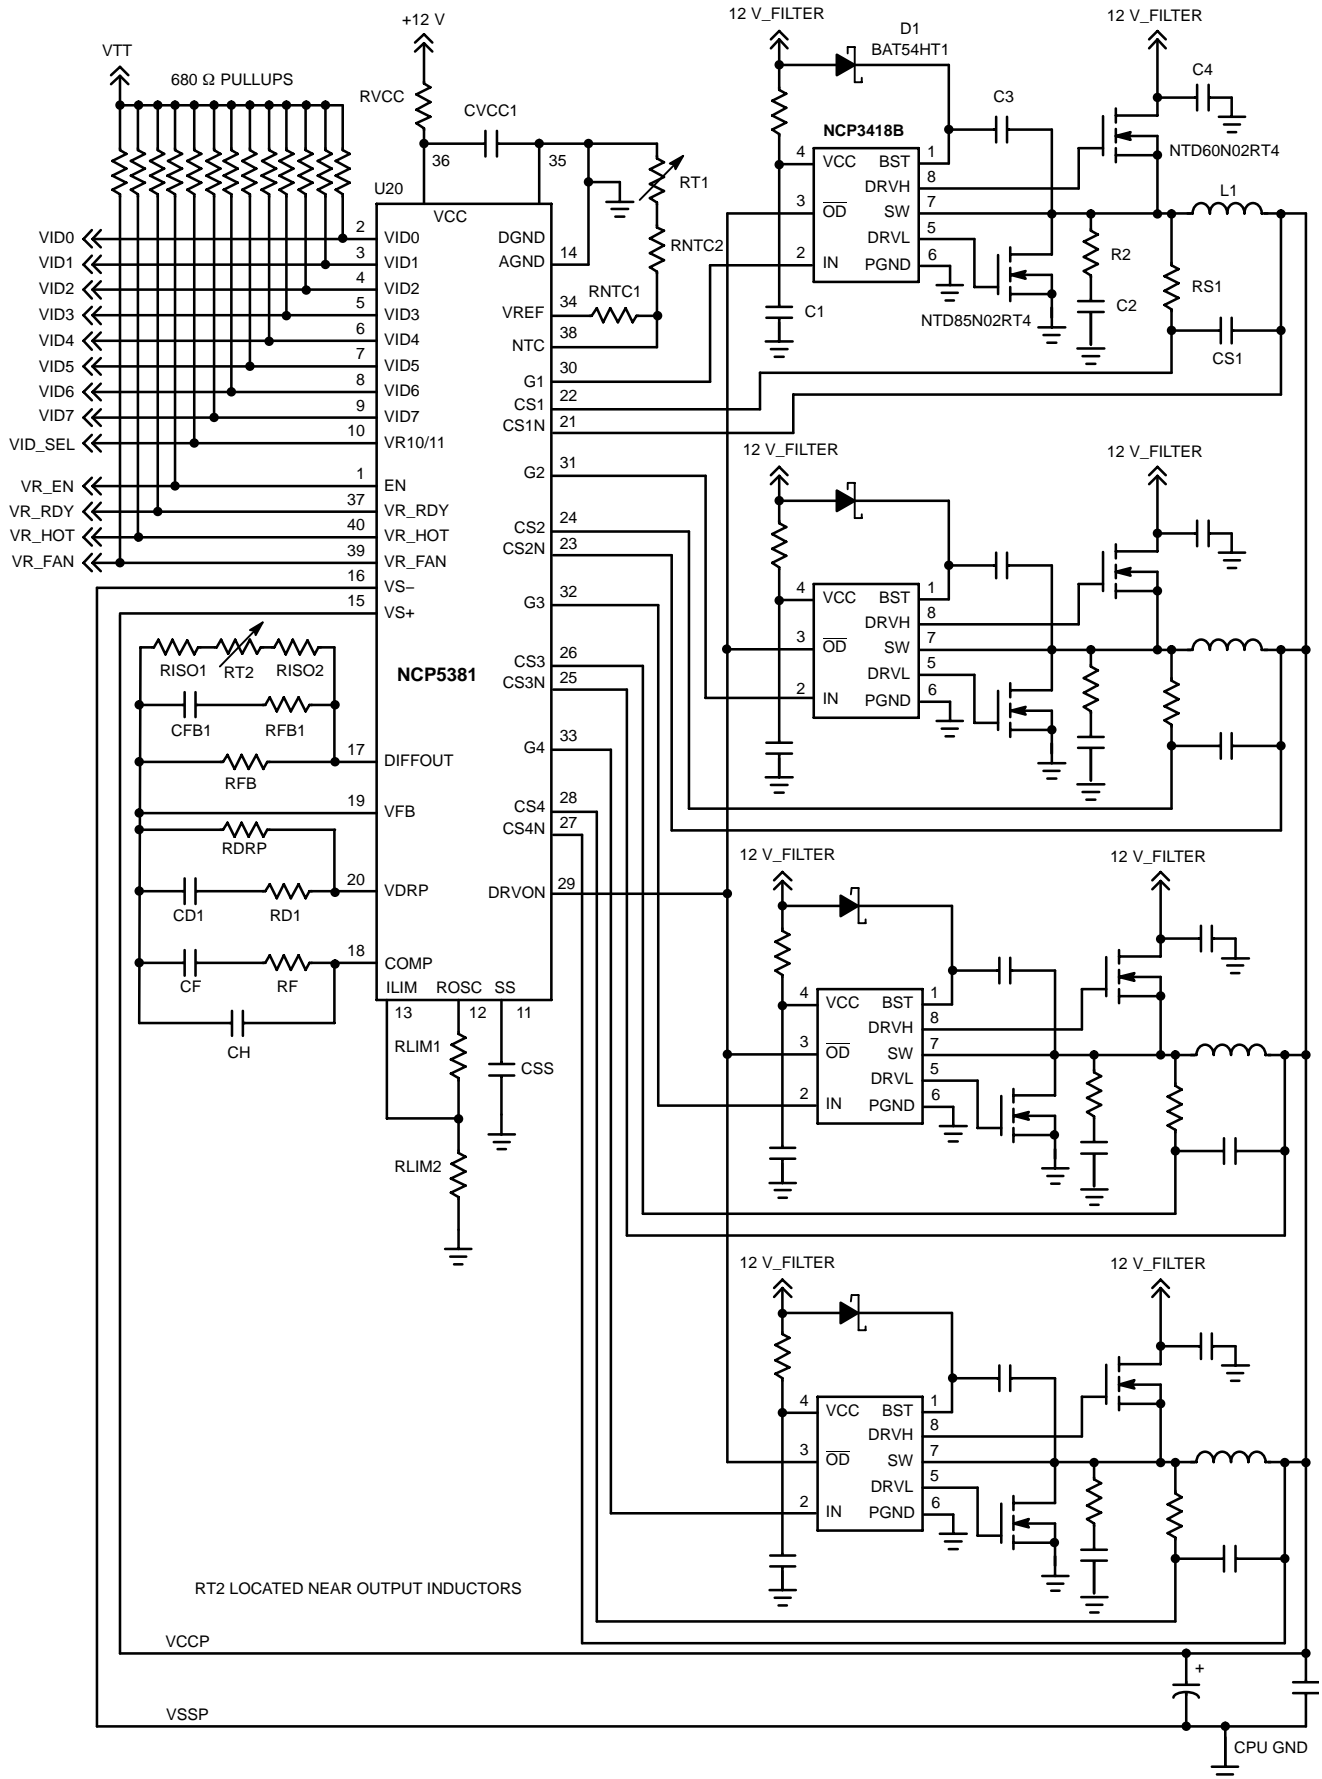 +12 V
12 V_FILTER
D1
BAT54HT1
12 V_FILTER
VTT
680 Ω PULLUPS
RVCC
CVCC1
C3
C4
NCP3418B
NTD60N02RT4
36
35
RT1
U20
VCC
4
VCC
BST
1
DRVH
8
3
OD
SW
7
DRVL
5
2
IN
PGND
6
L1
R2
RS1
C1
NTD85N02RT4
C2
CS1
VID0
2
VID0
DGND
VID1
3
VID1
AGND
14
RNTC2
VID2
4
VID2
RNTC1
VID3
5
VID3
VREF
34
VID4
6
VID4
NTC
38
VID5
7
VID5
G1
30
VID6
8
VID6
CS1
22
VID7
9
VID7
CS1N
21
VID_SEL
10
VR10/11
VR_EN
1
EN
G2
31
VR_RDY
37
VR_RDY
CS2
24
VR_HOT
40
VR_HOT
CS2N
23
VR_FAN
39
VR_FAN
16
VS−
G3
32
15
VS+
12 V_FILTER
12 V_FILTER
4
VCC
BST
1
DRVH
8
3
OD
SW
7
DRVL
5
2
IN
PGND
6
RISO1
RT2
RISO2
NCP5381
CS3
26
CS3N
25
CFB1
RFB1
17
DIFFOUT
G4
33
RFB
19
VFB
CS4
28
CS4N
27
RDRP
20
VDRP
DRVON
29
CD1
RD1
18
COMP
CF
RF
CH
ILIM
ROSC
SS
13
12
11
RLIM1
CSS
RLIM2
12 V_FILTER
12 V_FILTER
4
VCC
BST
1
DRVH
8
3
OD
SW
7
DRVL
5
2
IN
PGND
6
12 V_FILTER
12 V_FILTER
4
VCC
BST
1
DRVH
8
3
OD
SW
7
DRVL
5
2
IN
PGND
6
RT2 LOCATED NEAR OUTPUT INDUCTORS
VCCP
+
VSSP
CPU GND